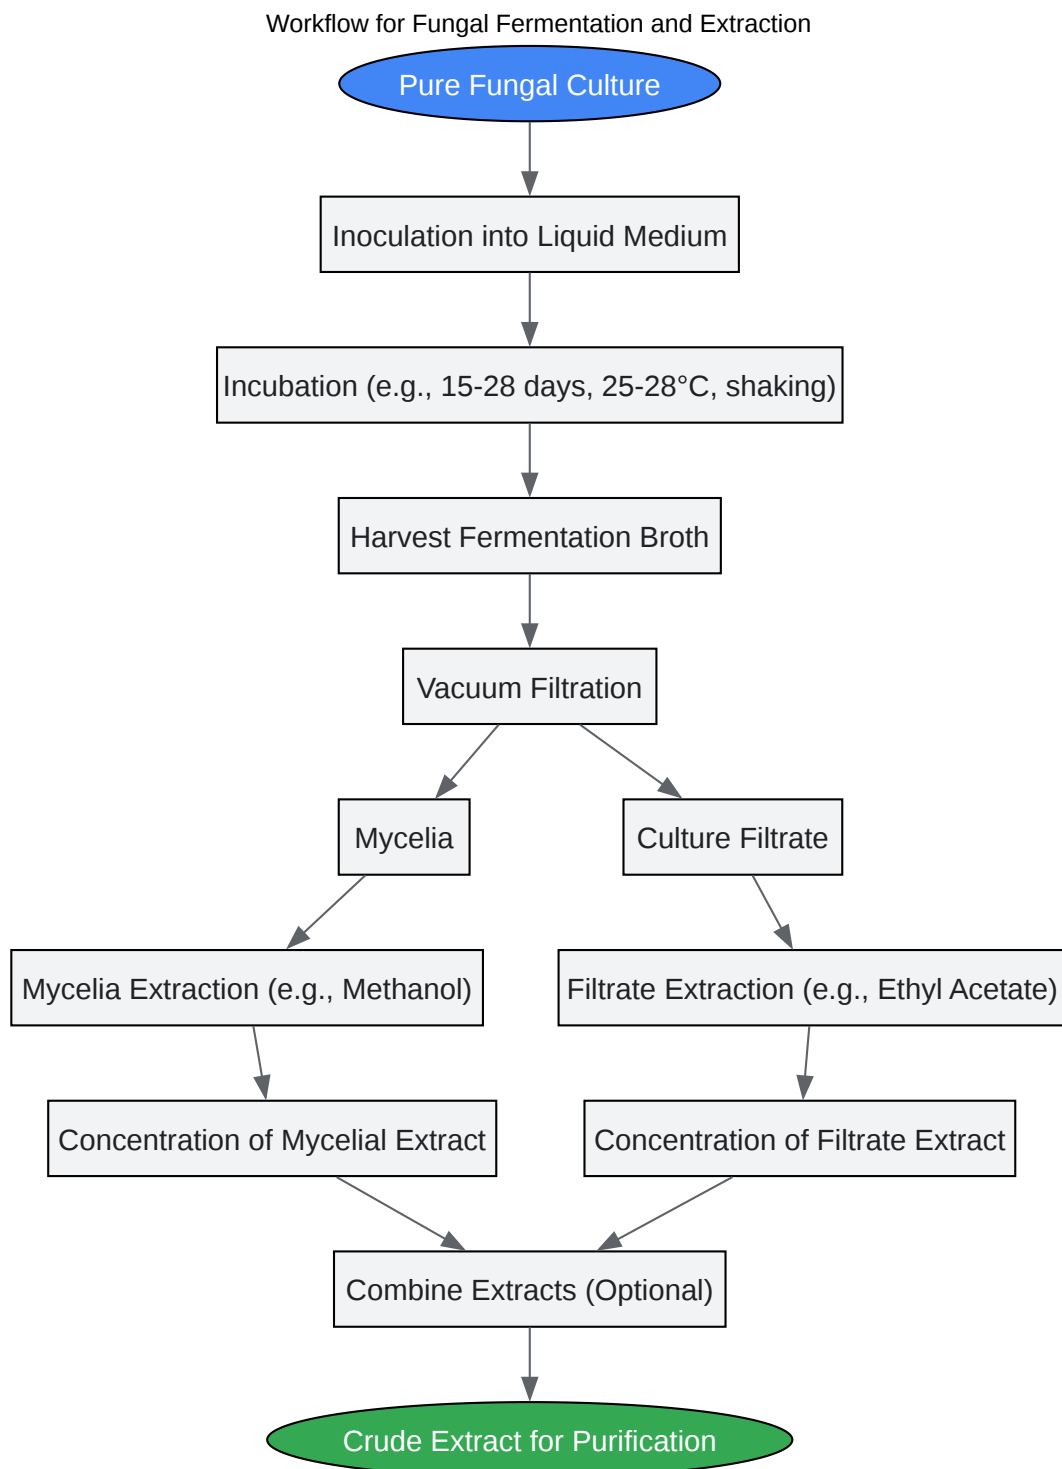 Workflow for Fungal Fermentation and Extraction
Pure Fungal Culture
Inoculation into Liquid Medium
Incubation (e.g., 15-28 days, 25-28°C, shaking)
Harvest Fermentation Broth
Vacuum Filtration
Mycelia
Culture Filtrate
Mycelia Extraction (e.g., Methanol)
Filtrate Extraction (e.g., Ethyl Acetate)
Concentration of Mycelial Extract
Concentration of Filtrate Extract
Combine Extracts (Optional)
Crude Extract for Purification